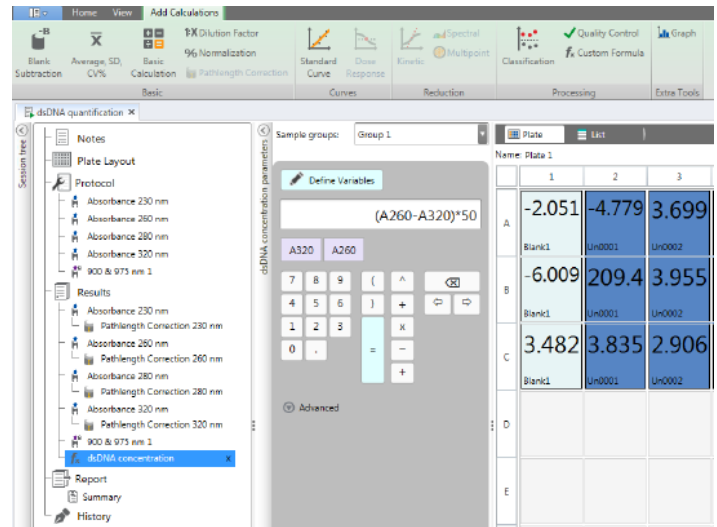 Home View Add Calculations
Blank Subtraction
Average, SD, CV%
Basic Calculation
Dilution Factor
% Normalization
Pathlength Correction
Standard Curve
Dose Response
Kinetic
Spectral
Multipoint
Classification
Quality Control
fx Custom Formula
Graph
Basic Curves Reduction Processing Extra Tools
dsDNA quantification
Session tree
Notes
Plate Layout
Protocol
Absorbance 230 nm
Absorbance 260 nm
Absorbance 280 nm
Absorbance 320 nm
900 & 975 nm 1
Results
Absorbance 230 nm
Pathlength Correction 230 nm
Absorbance 260 nm
Pathlength Correction 260 nm
Absorbance 280 nm
Pathlength Correction 280 nm
Absorbance 320 nm
Pathlength Correction 320 nm
900 & 975 nm 1
fx dsDNA concentration x
Report
Summary
History
dsDNA concentration parameters
Sample groups: Group 1
Define Variables
(A260-A320)*50
A320 A260
7 8 9 ( ^
4 5 6 ) +
1 2 3 = x
0 . −
+
Advanced
Plate List
Name: Plate 1
1 2 3
A -2.051 -4.779 3.699
Blank1 Un0001 Un0002
B -6.009 209.4 3.955
Blank1 Un0001 Un0002
C 3.482 3.835 2.906
Blank1 Un0001 Un0002
D
E